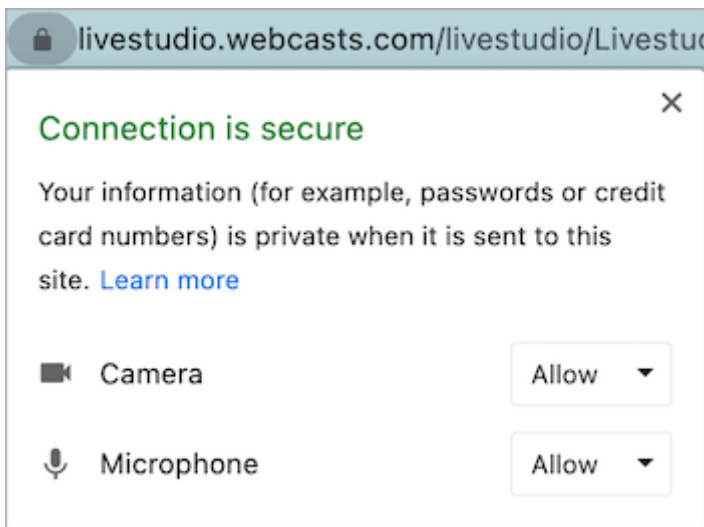 livestudio.webcasts.com/livestudio/Livestud
Connection is secure
Your information (for example, passwords or credit
card numbers) is private when it is sent to this
site. Learn more
Camera
Allow
Microphone
Allow